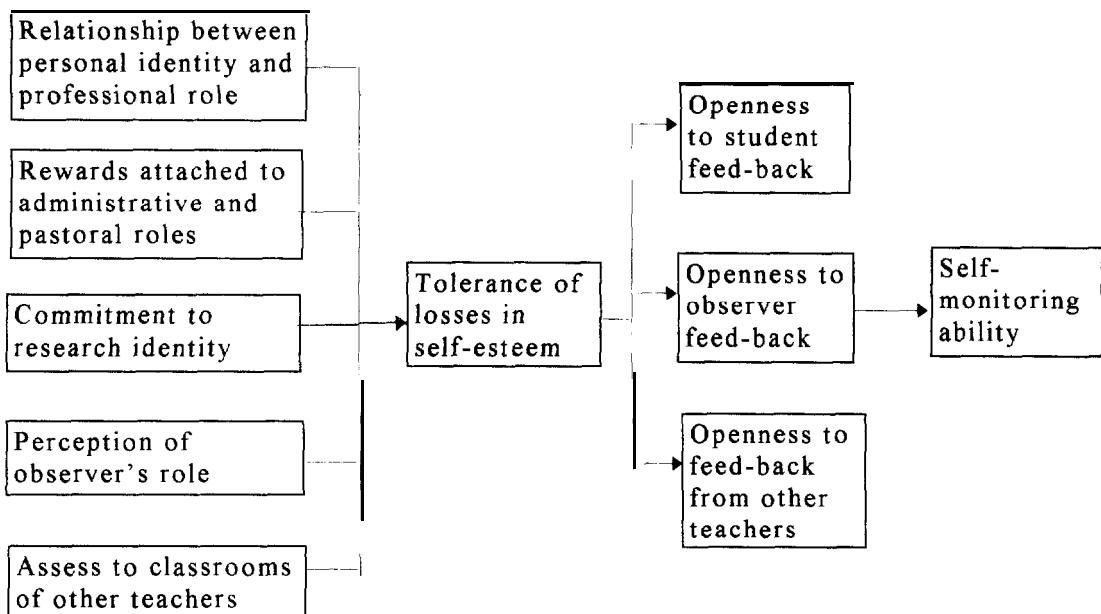 Relationship between
personal identity and
professional role
Rewards attached to
administrative and
pastoral roles
Commitment to
research identity
Perception of
observer's role
Assess to classrooms
of other teachers
Tolerance of
losses in
self-esteem
Openness
to student
feed-back
Openness to
observer
feed-back
Openness to
feed-back
from other
teachers
Self-
monitoring
ability